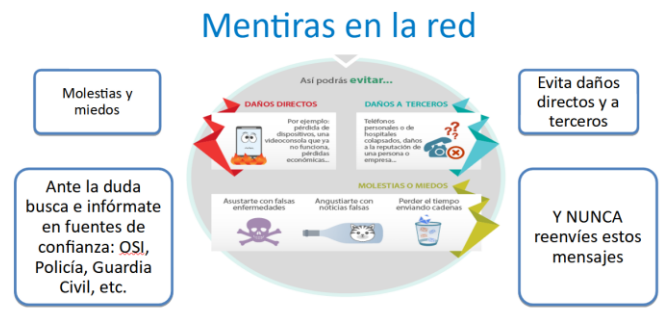 Mentiras en la red
Molestias y
miedos
Ante la duda
busca e infórmate
en fuentes de
confianza: OSI,
Policía, Guardia
Civil, etc.
Así podrás evitar...
DAÑOS DIRECTOS
Por ejemplo:
pérdida de
dispositivos, una
videoconsola que ya
no funciona,
pérdidas
económicas...
DAÑOS A TERCEROS
Teléfonos
personales o de
hospitales
colapsados, daños
a la reputación de
una persona o
empresa...
MOLESTIAS O MIEDOS
Asustarte con falsas
enfermedades
Angustiarte con
noticias falsas
Perder el tiempo
enviando cadenas
Evita daños
directos y a
terceros
Y NUNCA
reenvíes estos
mensajes